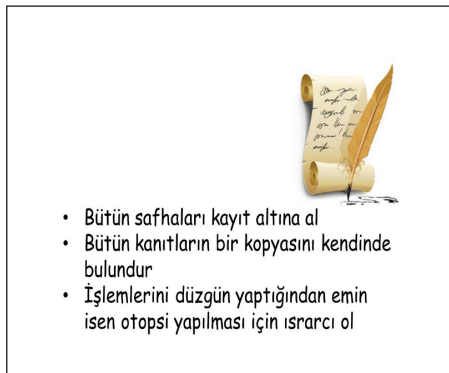 • Bütün safhaları kayıt altına al
• Bütün kanıtların bir kopyasını kendinde
bulundur
• İşlemlerini düzgün yaptığından emin
isen otopsi yapılması için ısrarcı ol